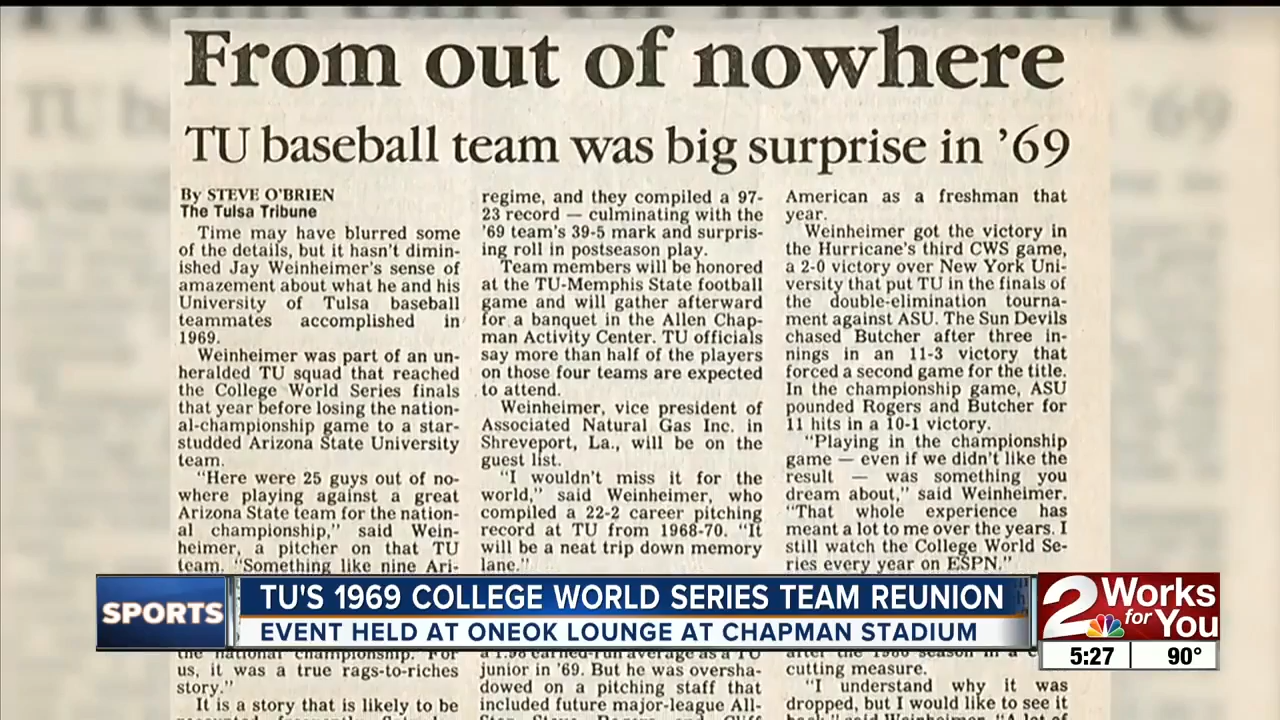 From out of nowhere
TU baseball team was big surprise in '69
By STEVE O'BRIEN
The Tulsa Tribune
Time may have blurred some
of the details, but it hasn't dimin-
ished Jay Weinheimer's sense of
amazement about what he and his
University of Tulsa baseball
teammates accomplished in
1969.
Weinheimer was part of an un-
heralded TU squad that reached
the College World Series finals
that year before losing the nation-
al-championship game to a star-
studded Arizona State University
team.
"Here were 25 guys out of no-
where playing against a great
Arizona State team for the nation-
al championship," said Wein-
heimer, a pitcher on that TU
team. "Something like nine Ari-
the national championship. For
us, it was a true rags-to-riches
story."
It is a story that is likely to be
regime, and they compiled a 97-
23 record — culminating with the
'69 team's 39-5 mark and surpris-
ing roll in postseason play.
Team members will be honored
at the TU-Memphis State football
game and will gather afterward
for a banquet in the Allen Chap-
man Activity Center. TU officials
say more than half of the players
on those four teams are expected
to attend.
Weinheimer, vice president of
Associated Natural Gas Inc. in
Shreveport, La., will be on the
guest list.
"I wouldn't miss it for the
world," said Weinheimer, who
compiled a 22-2 career pitching
record at TU from 1968-70. "It
will be a neat trip down memory
lane."
earned-run average as a TU
junior in '69. But he was oversha-
dowed on a pitching staff that
included future major-league All-
American as a freshman that
year.
Weinheimer got the victory in
the Hurricane's third CWS game,
a 2-0 victory over New York Uni-
versity that put TU in the finals of
the double-elimination tourna-
ment against ASU. The Sun Devils
chased Butcher after three in-
nings in an 11-3 victory that
forced a second game for the title.
In the championship game, ASU
pounded Rogers and Butcher for
11 hits in a 10-1 victory.
"Playing in the championship
game — even if we didn't like the
result — was something you
dream about," said Weinheimer.
"That whole experience has
meant a lot to me over the years. I
still watch the College World Se-
ries every year on ESPN."
after the 1980 season in a
cutting measure.
"I understand why it was
dropped, but I would like to see it
SPORTS
TU'S 1969 COLLEGE WORLD SERIES TEAM REUNION
EVENT HELD AT ONEOK LOUNGE AT CHAPMAN STADIUM
2 Works
for You
5:27 90°